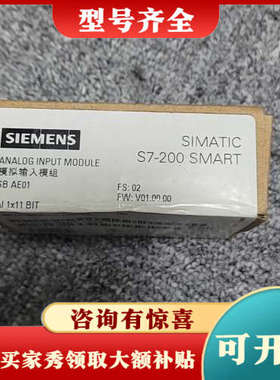 型号齐全
SIEMENS
SIMATIC
S7-200 SMART
ANALOG INPUT MODULE
模拟输入模组
SB AE01
FS: 02
FW: V01.00.00
AI 1x11 BIT
咨询有惊喜
买家秀领取大额补贴
可开